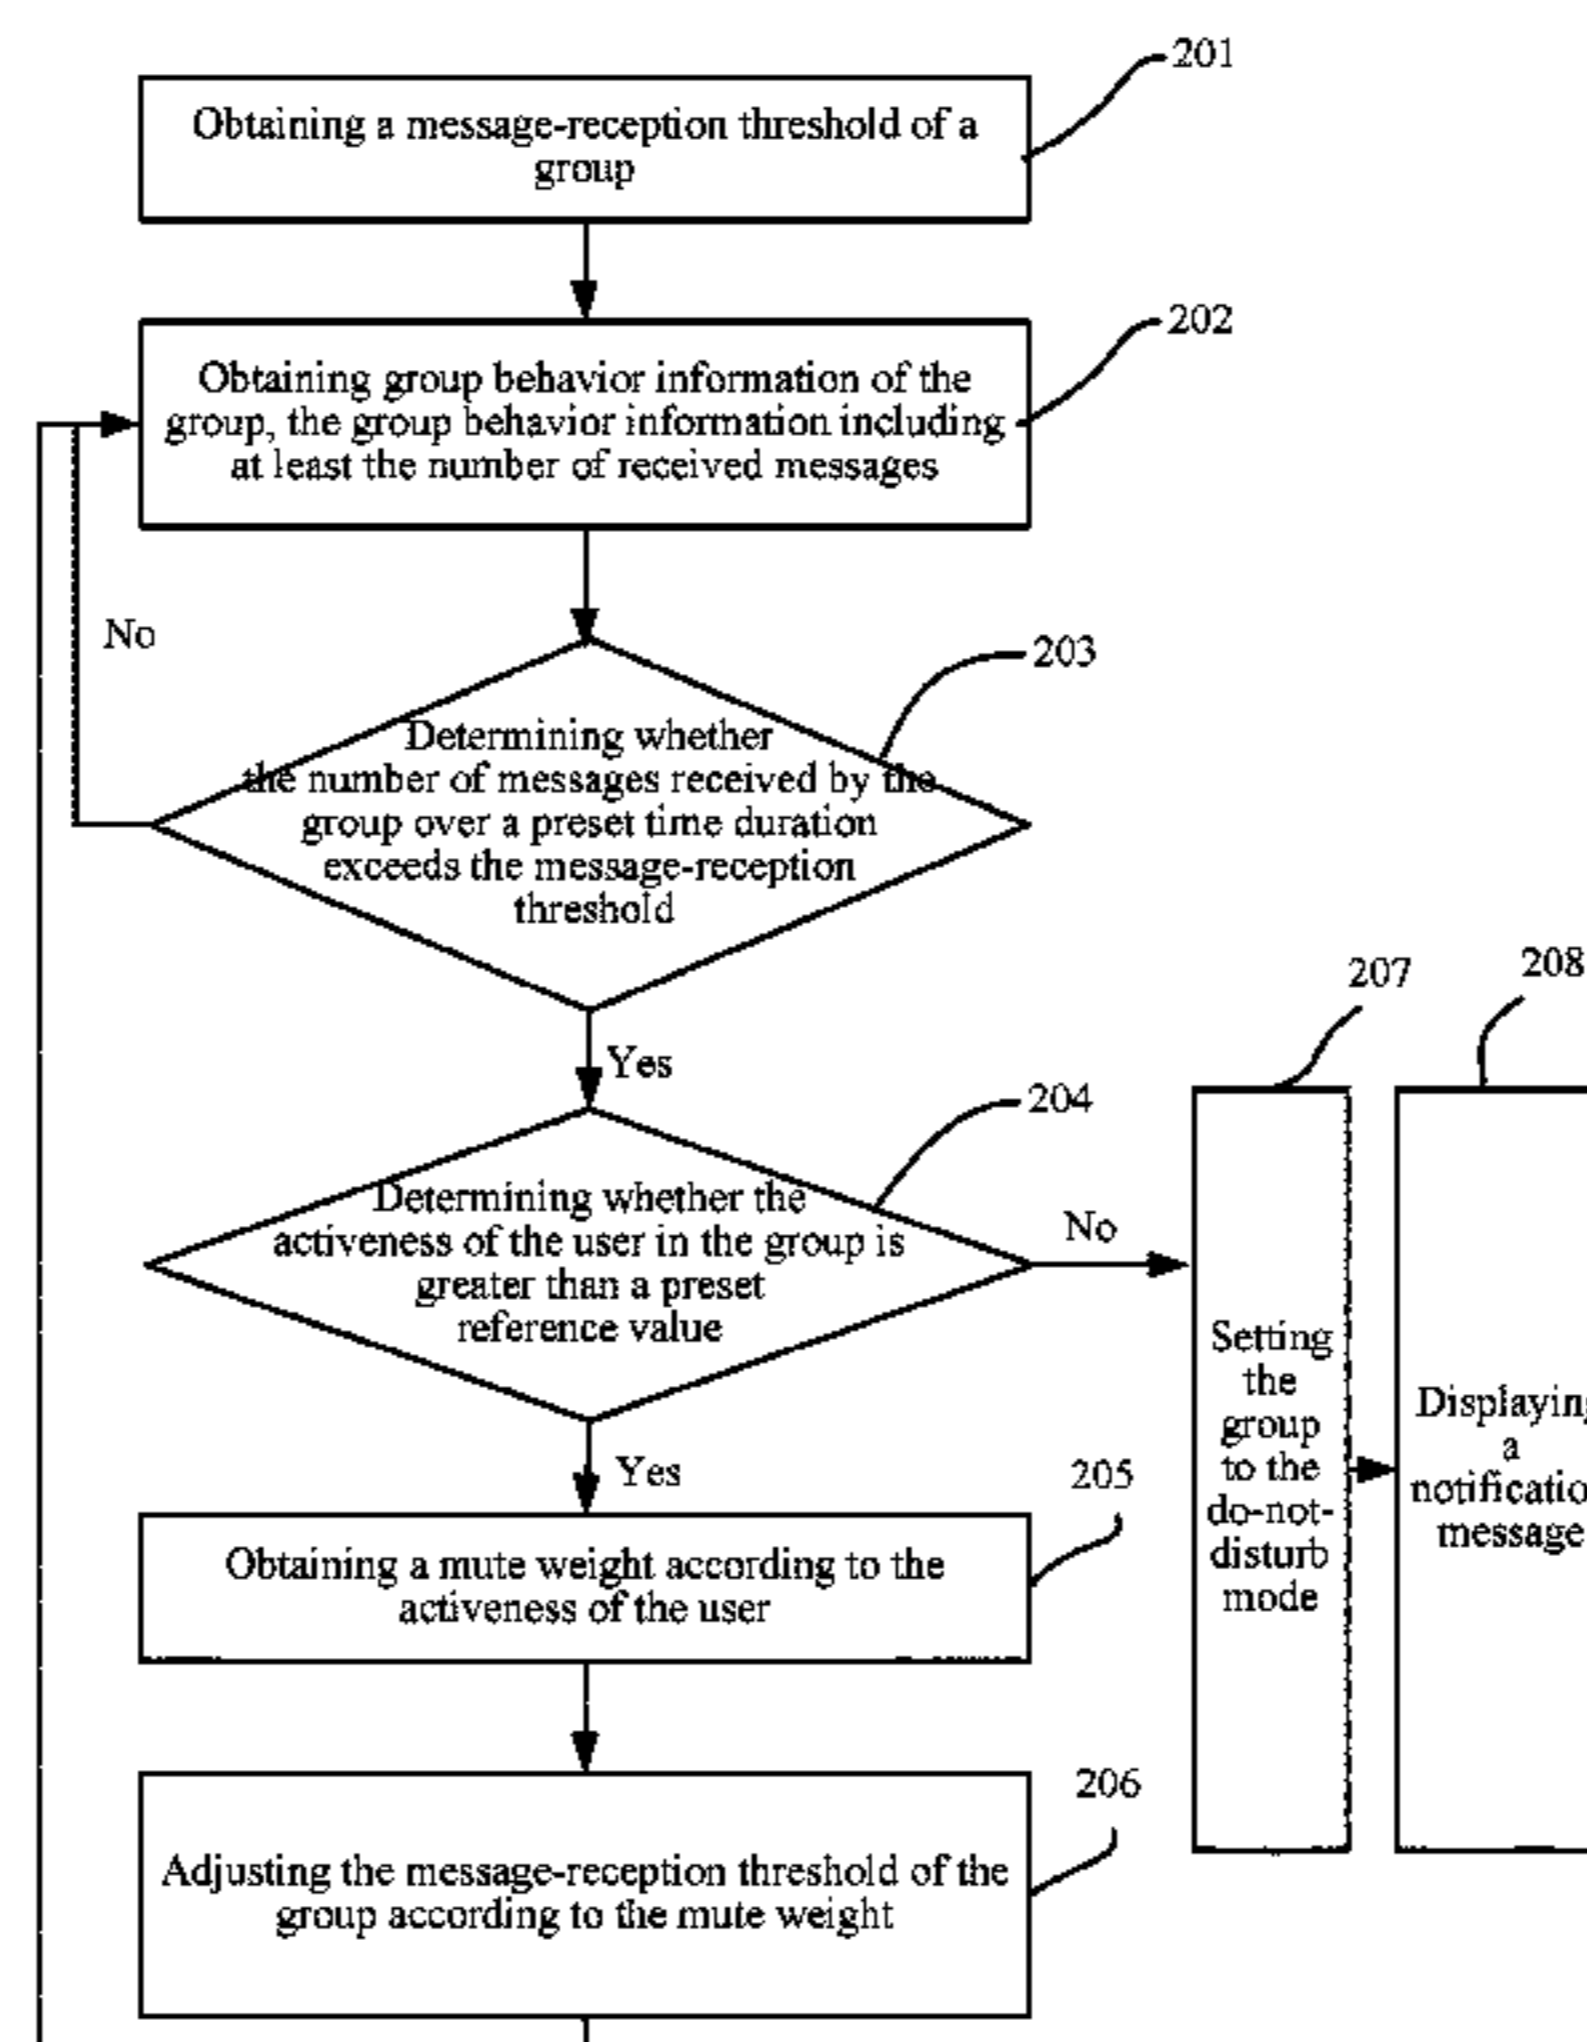 201
Obtaining a message-reception threshold of a
group
202
Obtaining group behavior information of the
group, the group behavior information including
at least the number of received messages
No
203
Determining whether
the number of messages received by the
group over a preset time duration
exceeds the message-reception
threshold
Yes
204
Determining whether the
activeness of the user in the group is
greater than a preset
reference value
No
Yes
205
Obtaining a mute weight according to the
activeness of the user
206
Adjusting the message-reception threshold of the
group according to the mute weight
207
Setting
the
group
to the
do-not-
disturb
mode
208
Displaying
a
notificatio
message